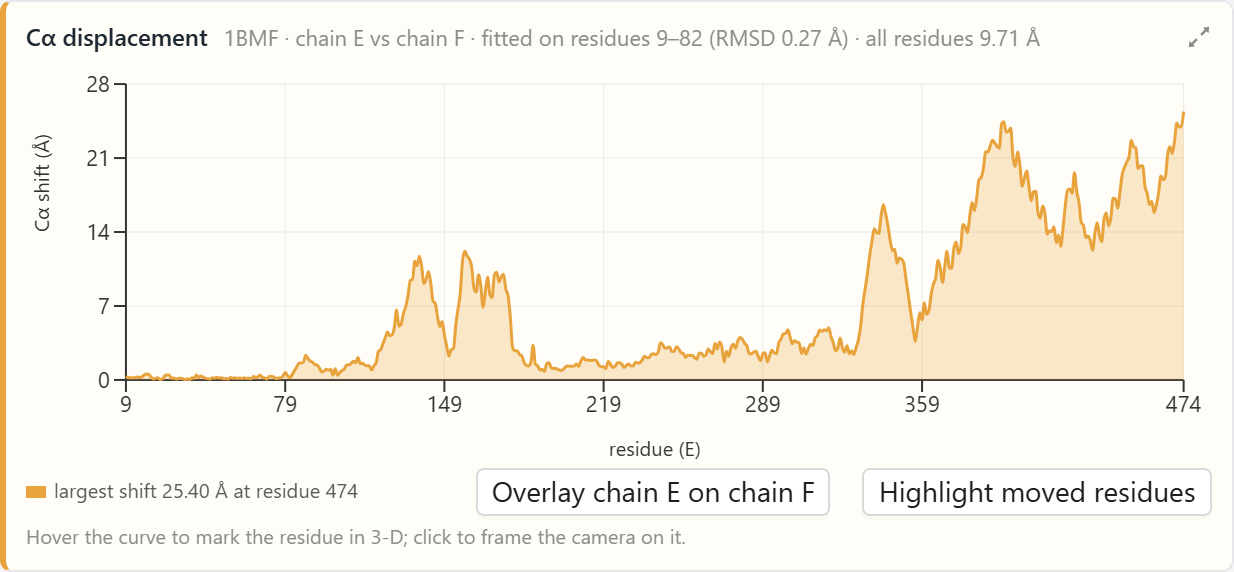 Cα displacement 1BMF · chain E vs chain F · fitted on residues 9–82 (RMSD 0.27 Å) · all residues 9.71 Å
28
21
14
7
0
Cα shift (Å)
9 79 149 219 289 359 474
residue (E)
largest shift 25.40 Å at residue 474
Overlay chain E on chain F
Highlight moved residues
Hover the curve to mark the residue in 3-D; click to frame the camera on it.